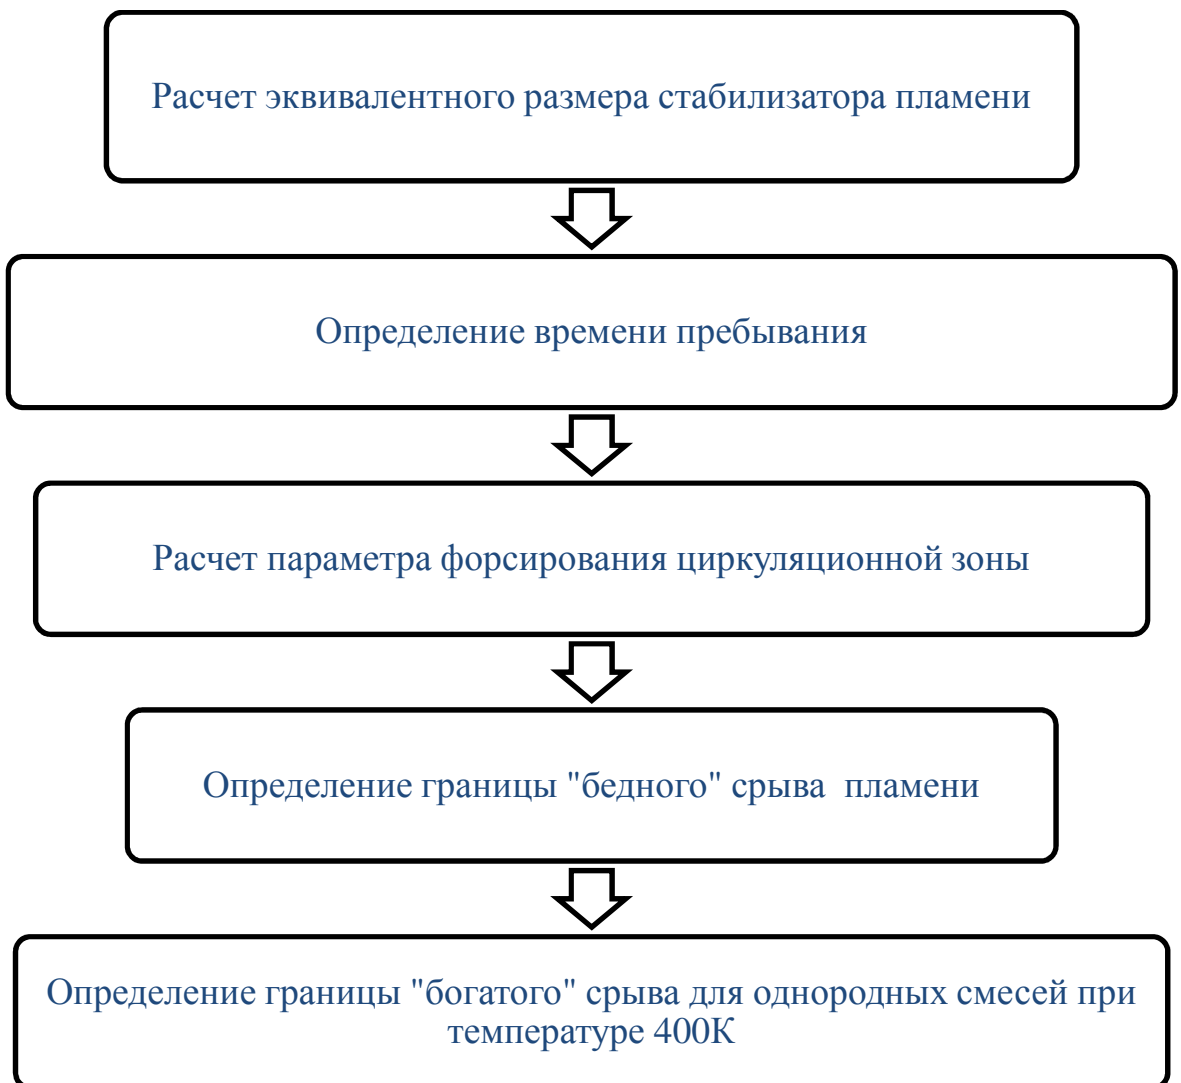 Расчет эквивалентного размера стабилизатора пламени
Определение времени пребывания
Расчет параметра форсирования циркуляционной зоны
Определение границы "бедного" срыва пламени
Определение границы "богатого" срыва для однородных смесей при
температуре 400К